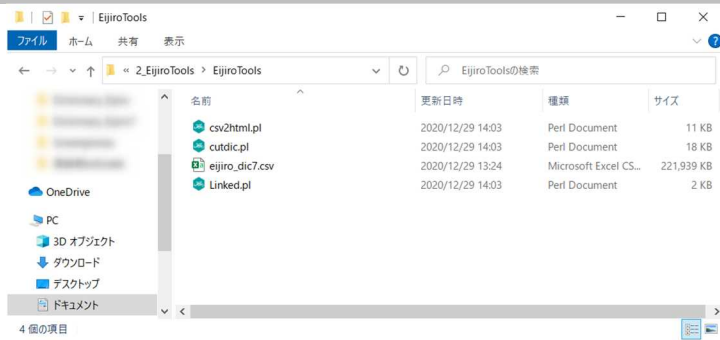 EijiroTools
ファイル ホーム 共有 表示
« 2_EijiroTools > EijiroTools EijiroToolsの検索
名前 更新日時 種類 サイズ
csv2html.pl 2020/12/29 14:03 Perl Document 11 KB
cutdic.pl 2020/12/29 14:03 Perl Document 18 KB
eijiro_dic7.csv 2020/12/29 13:24 Microsoft Excel CS... 221,939 KB
Linked.pl 2020/12/29 14:03 Perl Document 2 KB
OneDrive
PC
3D オブジェクト
ダウンロード
デスクトップ
ドキュメント
4 個の項目